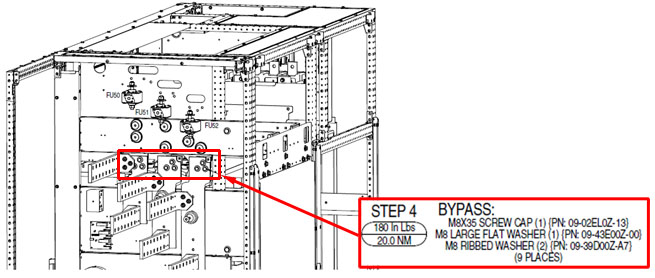 FU50
FU51
FU52
STEP 4
180 In Lbs
20.0 NM
BYPASS:
M8X35 SCREW CAP (1) {PN: 09-02EL0Z-13}
M8 LARGE FLAT WASHER (1) {PN: 09-43E00Z-00}
M8 RIBBED WASHER (2) {PN: 09-39D00Z-A7}
(9 PLACES)